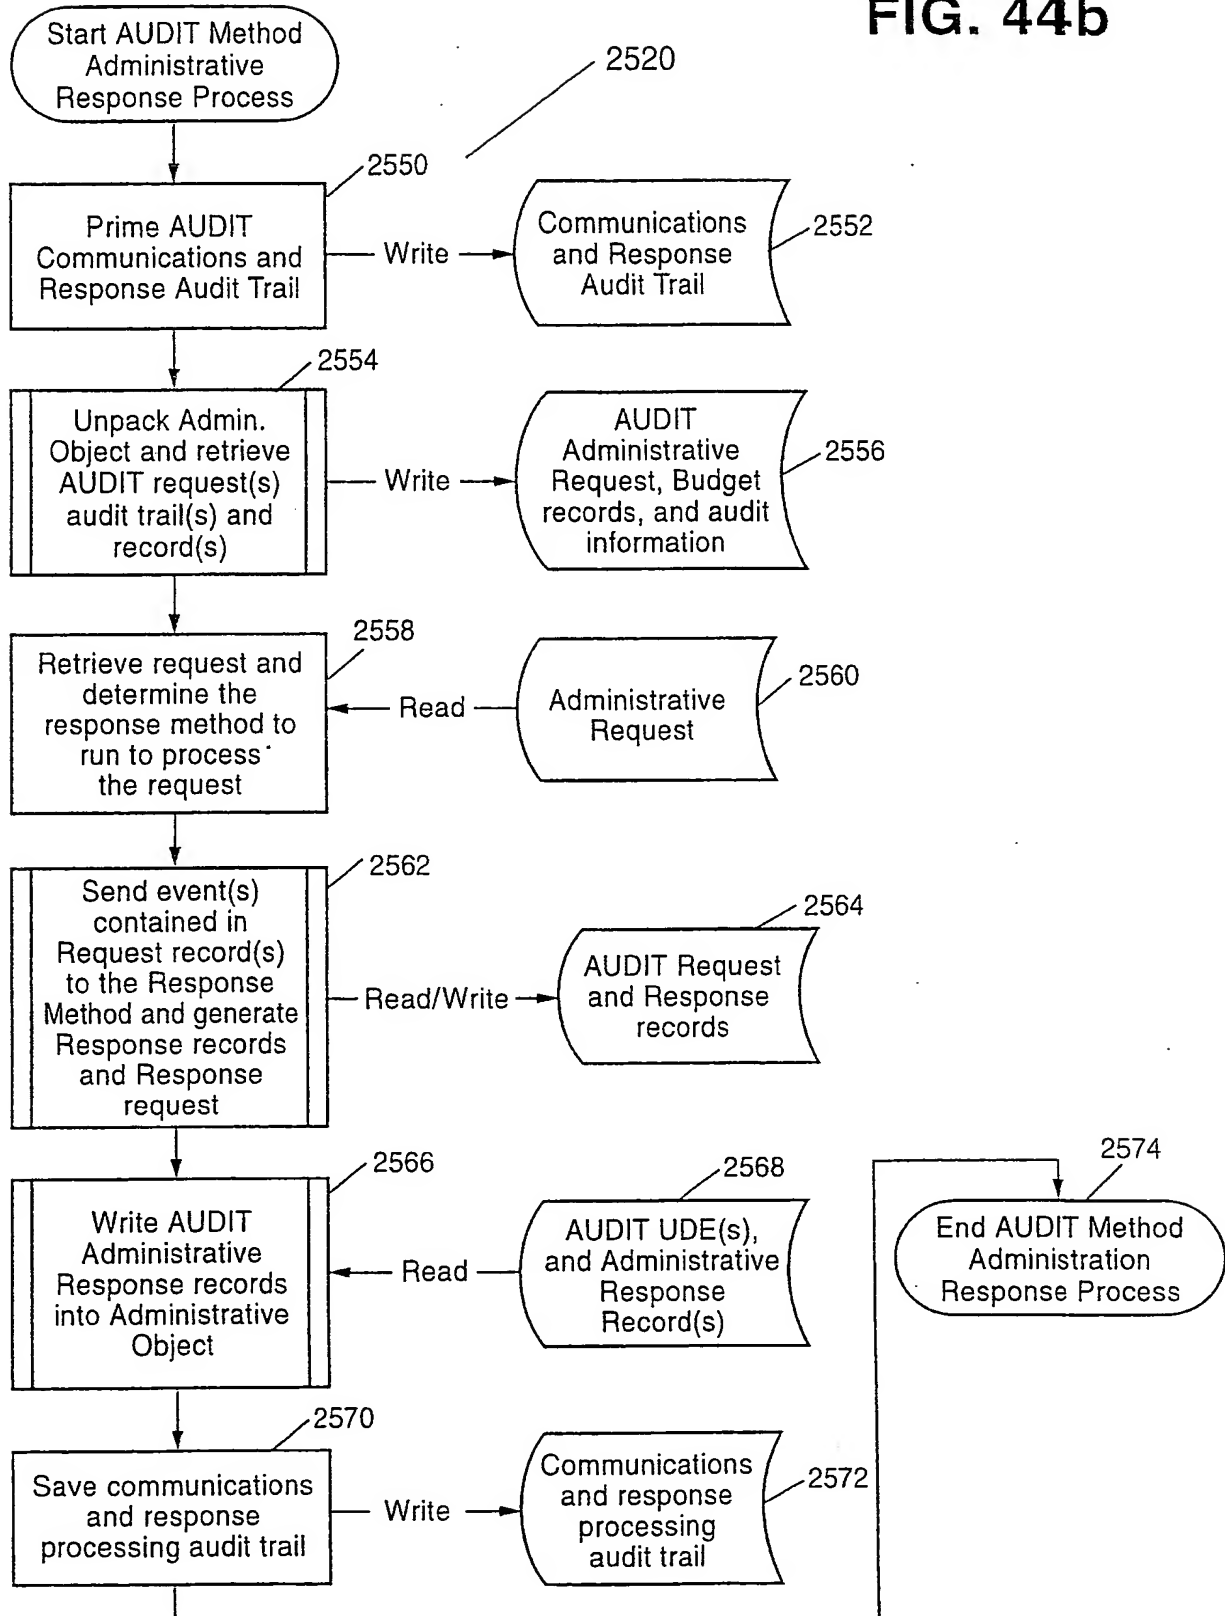 FIG. 44b
Start AUDIT Method
Administrative
Response Process
2520
2550
Prime AUDIT
Communications and
Response Audit Trail
Write
Communications
and Response
Audit Trail
2552
2554
Unpack Admin.
Object and retrieve
AUDIT request(s)
audit trail(s) and
record(s)
Write
AUDIT
Administrative
Request, Budget
records, and audit
information
2556
2558
Retrieve request and
determine the
response method to
run to process
the request
Read
Administrative
Request
2560
2562
Send event(s)
contained in
Request record(s)
to the Response
Method and generate
Response records
and Response
request
Read/Write
AUDIT Request
and Response
records
2564
2566
Write AUDIT
Administrative
Response records
into Administrative
Object
Read
AUDIT UDE(s),
and Administrative
Response
Record(s)
2568
2570
Save communications
and response
processing audit trail
Write
Communications
and response
processing
audit trail
2572
2574
End AUDIT Method
Administration
Response Process